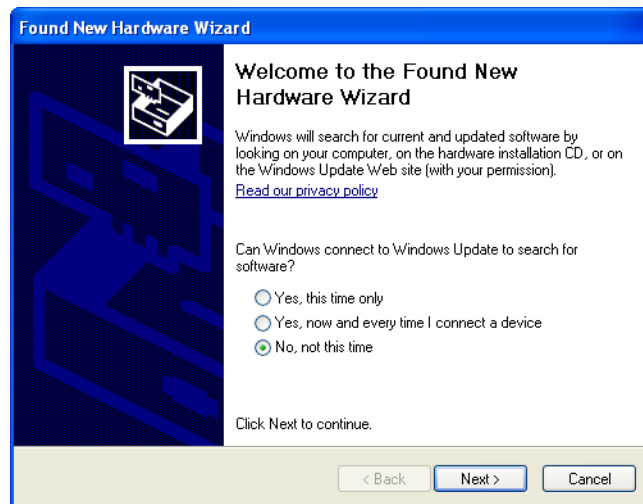 Found New Hardware Wizard
Welcome to the Found New
Hardware Wizard
Windows will search for current and updated software by
looking on your computer, on the hardware installation CD, or on
the Windows Update Web site (with your permission).
Read our privacy policy
Can Windows connect to Windows Update to search for
software?
Yes, this time only
Yes, now and every time I connect a device
No, not this time
Click Next to continue.
< Back Next > Cancel